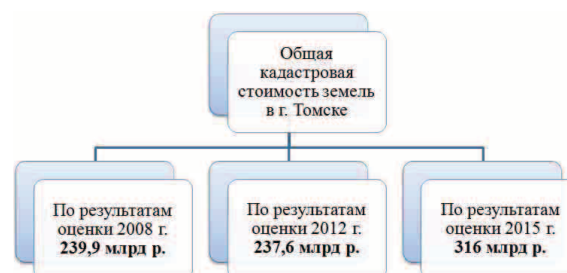 Общая
кадастровая
стоимость земель
в г. Томске
По результатам
оценки 2008 г.
239,9 млрд р.
По результатам
оценки 2012 г.
237,6 млрд р.
По результатам
оценки 2015 г.
316 млрд р.